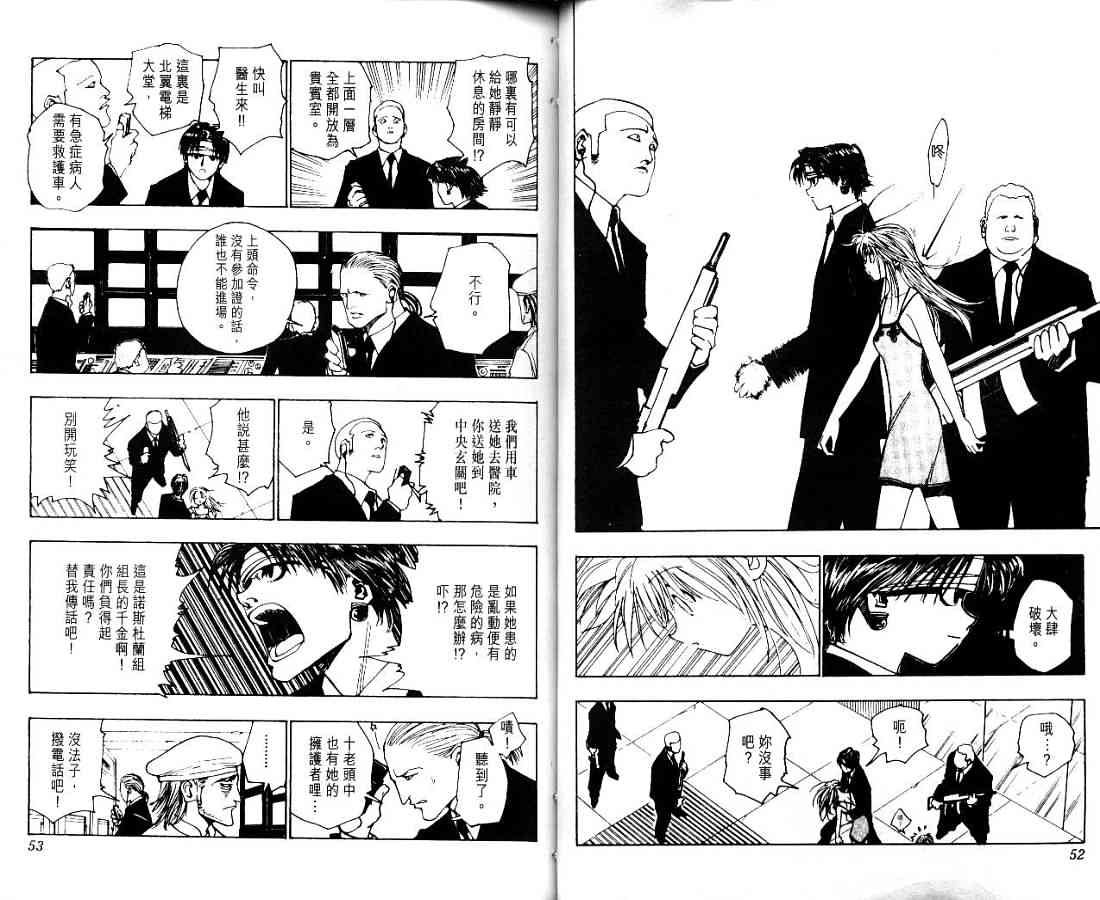 咚
大肆
破壞。
哦…?
呃！
妳沒事
吧？
52
哪裏有可以
給她靜靜
休息的房間!?
上面一層
全都開放為
貴賓室。
快叫
醫生來!!
這裏是
北翼電梯
大堂，
有急症病人
需要救護車。
不行。
上頭命令，
沒有參加證的話，
誰也不能進場。
我們用車
送她去醫院，
你送她到
中央玄關吧！
是。
他説甚麼!?
別開玩笑！
如果她患的
是亂動便有
危險的病，
那怎麼辦!?
吓!?
這是諾斯杜蘭組
組長的千金啊！
你們負得起
責任嗎？
替我傳話吧！
嘖！
聽到了。
十老頭中
也有她的
擁護者哩…
………
沒法子，
撥電話吧！
53